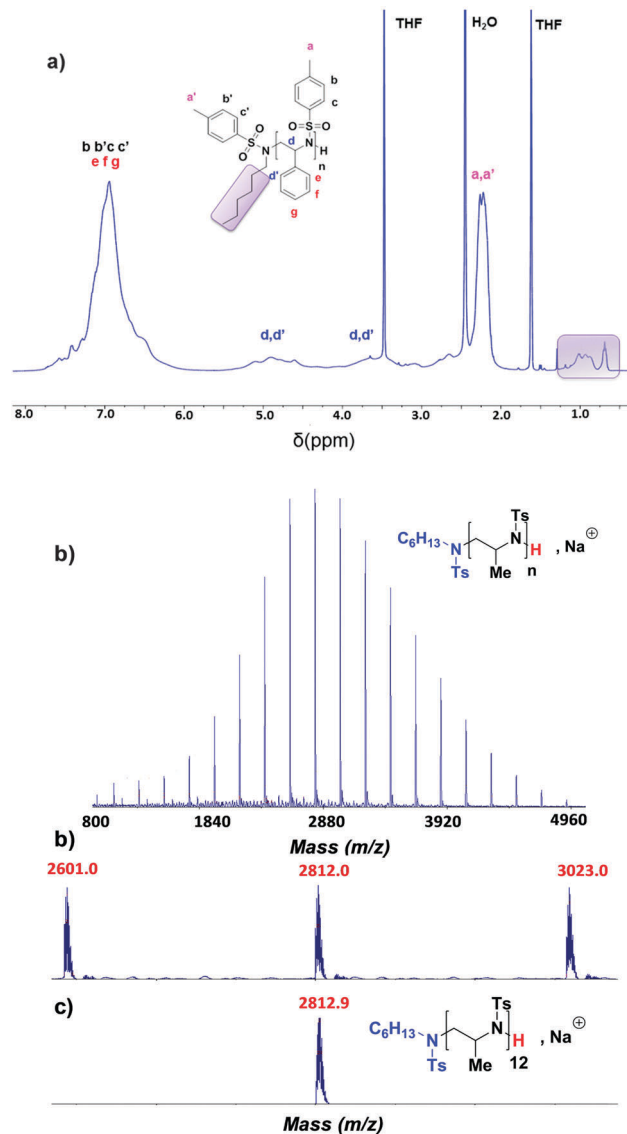 THF
H₂O
THF
a)
a
b
c
a'
b'
c'
O
S
O
O
S
O
N
d
N
H
n
d'
e
f
g
b b'c c'
e f g
a,a'
d,d'
d,d'
8.0 7.0 6.0 5.0 4.0 3.0 2.0 1.0
δ(ppm)
b)
Ts
C₆H₁₃
N
N
H
, Na⊕
Ts
Me
n
800 1840 2880 3920 4960
Mass (m/z)
b)
2601.0 2812.0 3023.0
c)
2812.9
Ts
C₆H₁₃
N
N
H
, Na⊕
Ts
Me
12
Mass (m/z)